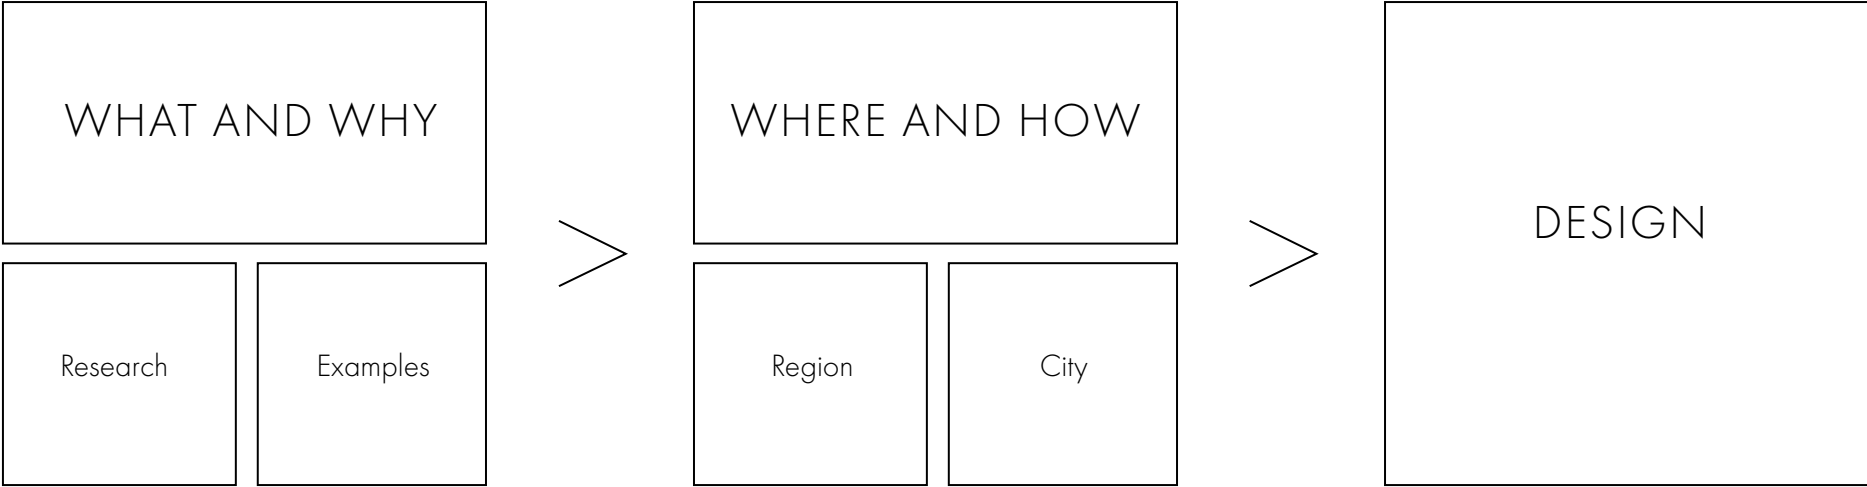 WHAT AND WHY
Research
Examples
>
WHERE AND HOW
Region
City
>
DESIGN